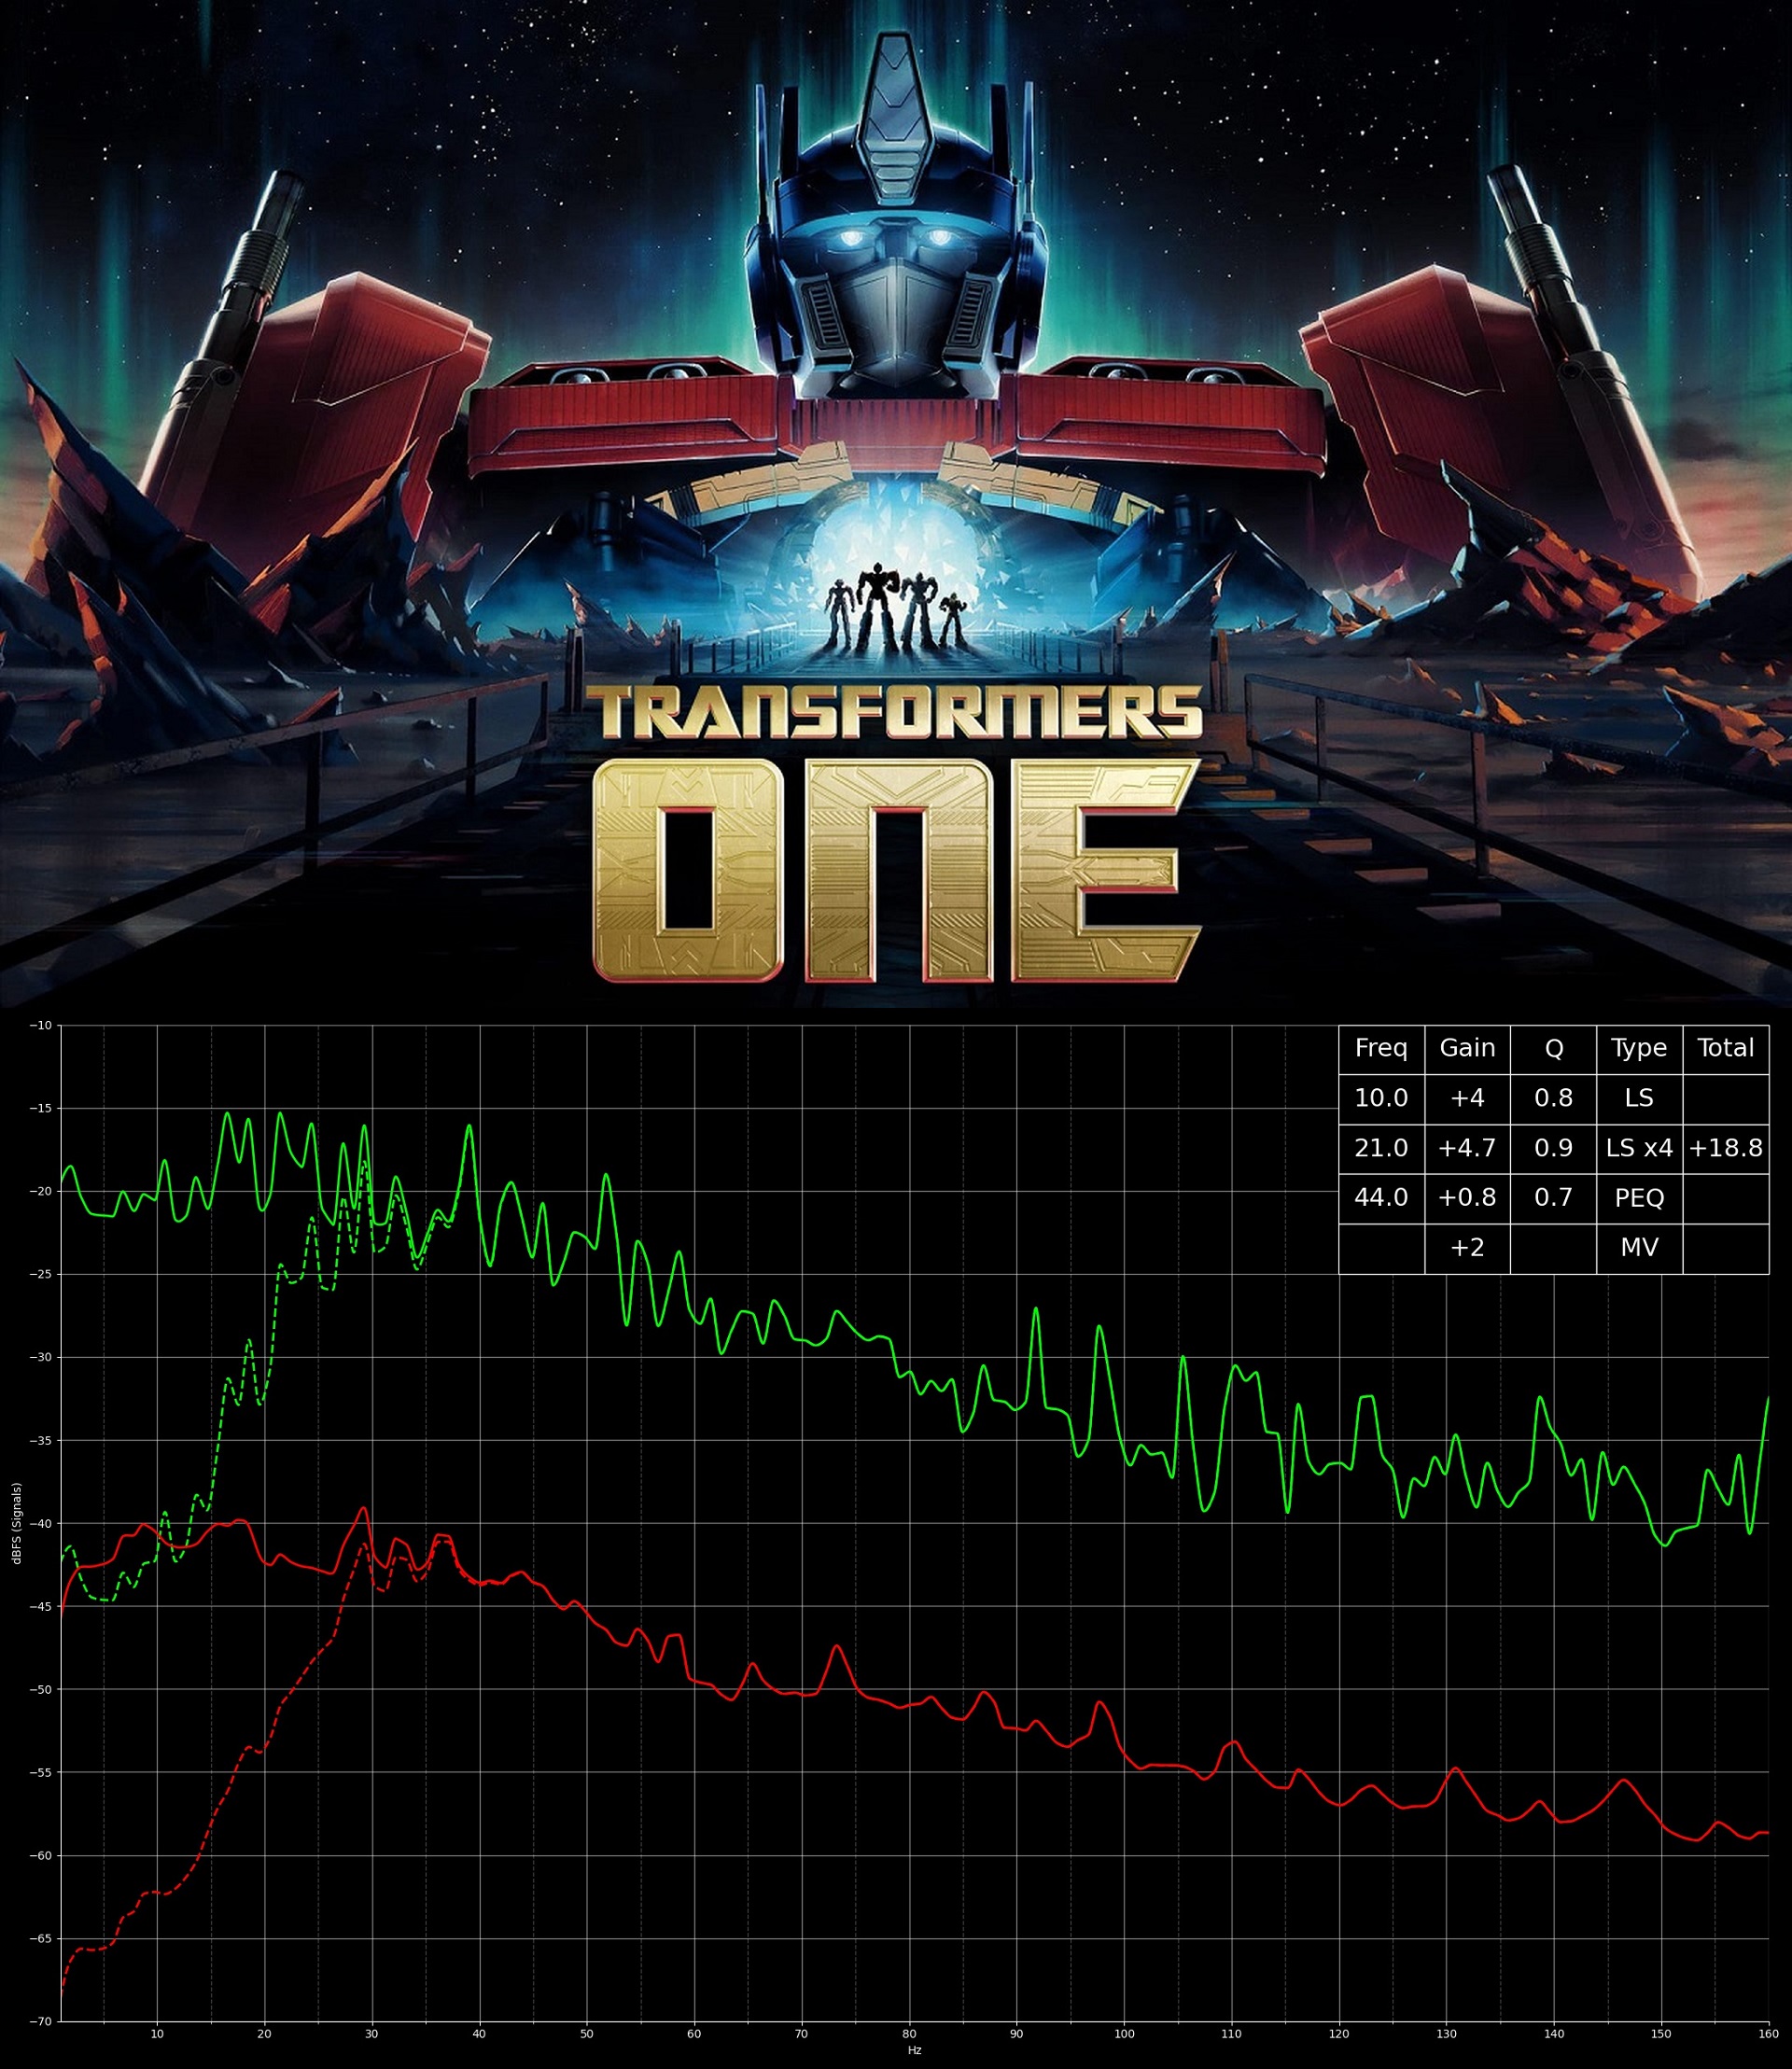 TRANSFORMERS
ONE
Freq Gain Q Type Total
10.0 +4 0.8 LS
21.0 +4.7 0.9 LS x4 +18.8
44.0 +0.8 0.7 PEQ
+2 MV
−10
−15
−20
−25
−30
−35
−40
−45
−50
−55
−60
−65
−70
dBFS (Signals)
10 20 30 40 50 60 70 80 90 100 110 120 130 140 150 160
Hz